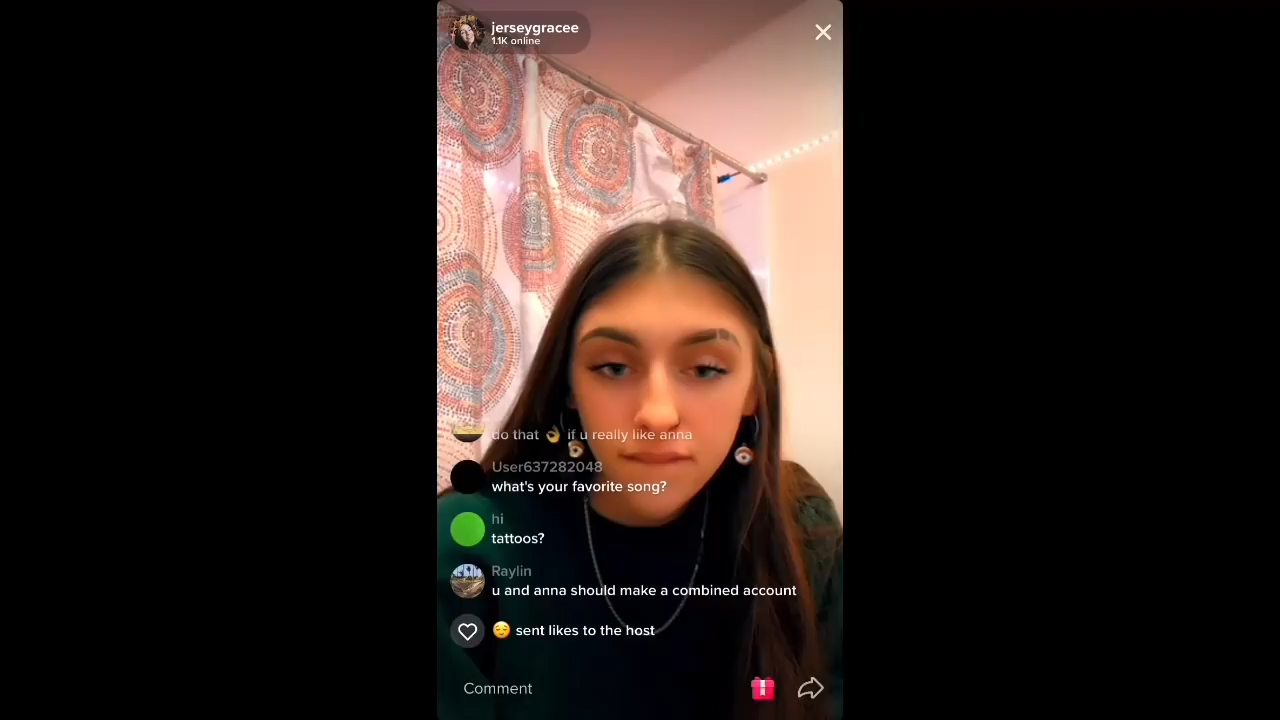 jerseygracee
1.1K online
do that 👌 if u really like anna
User637282048
what's your favorite song?
hi
tattoos?
Raylin
u and anna should make a combined account
😌 sent likes to the host
Comment